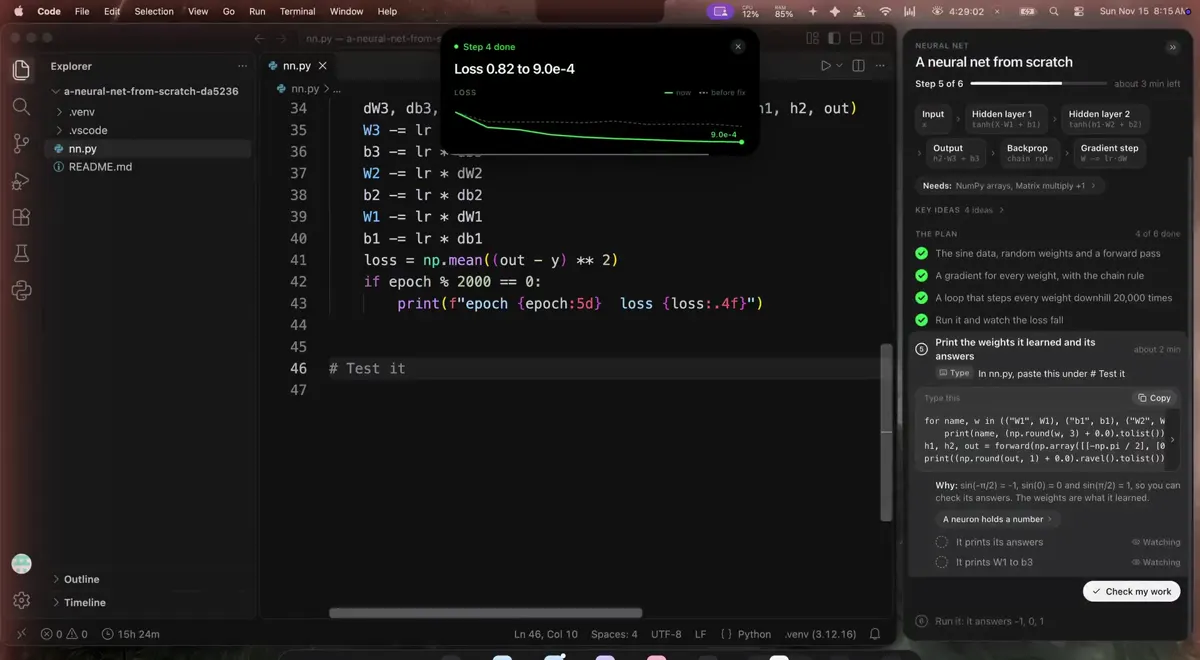 Code File Edit Selection View Go Run Terminal Window Help
CPU 12% 85% 4:29:02 Sun Nov 15 8:15 AM
nn.py — a-neural-net-from-s
Explorer
a-neural-net-from-scratch-da5236
.venv
.vscode
nn.py
README.md
Outline
Timeline
nn.py
nn.py > ...
34 dW3, db3, h1, h2, out)
35 W3 -= lr
36 b3 -= lr *
37 W2 -= lr * dW2
38 b2 -= lr * db2
39 W1 -= lr * dW1
40 b1 -= lr * db1
41 loss = np.mean((out - y) ** 2)
42 if epoch % 2000 == 0:
43 print(f"epoch {epoch:5d}  loss {loss:.4f}")
44
45
46 # Test it
47
Step 4 done
Loss 0.82 to 9.0e-4
LOSS
now before fix
9.0e-4
0 0 15h 24m
Ln 46, Col 10 Spaces: 4 UTF-8 LF { } Python .venv (3.12.16)
NEURAL NET
A neural net from scratch
Step 5 of 6 about 3 min left
Input
x
Hidden layer 1
tanh(X·W1 + b1)
Hidden layer 2
tanh(h1·W2 + b2)
Output
h2·W3 + b3
Backprop
chain rule
Gradient step
W -= lr·dW
Needs: NumPy arrays, Matrix multiply +1 >
KEY IDEAS 4 ideas >
THE PLAN 4 of 6 done
The sine data, random weights and a forward pass
A gradient for every weight, with the chain rule
A loop that steps every weight downhill 20,000 times
Run it and watch the loss fall
5 Print the weights it learned and its
answers
about 2 min
Type In nn.py, paste this under # Test it
Type this Copy
for name, w in (("W1", W1), ("b1", b1), ("W2", W
print(name, (np.round(w, 3) + 0.0).tolist())
h1, h2, out = forward(np.array([[-np.pi / 2], [0
print((np.round(out, 1) + 0.0).ravel().tolist())
Why: sin(-π/2) = -1, sin(0) = 0 and sin(π/2) = 1, so you can
check its answers. The weights are what it learned.
A neuron holds a number >
It prints its answers Watching
It prints W1 to b3 Watching
Check my work
6 Run it: it answers -1, 0, 1